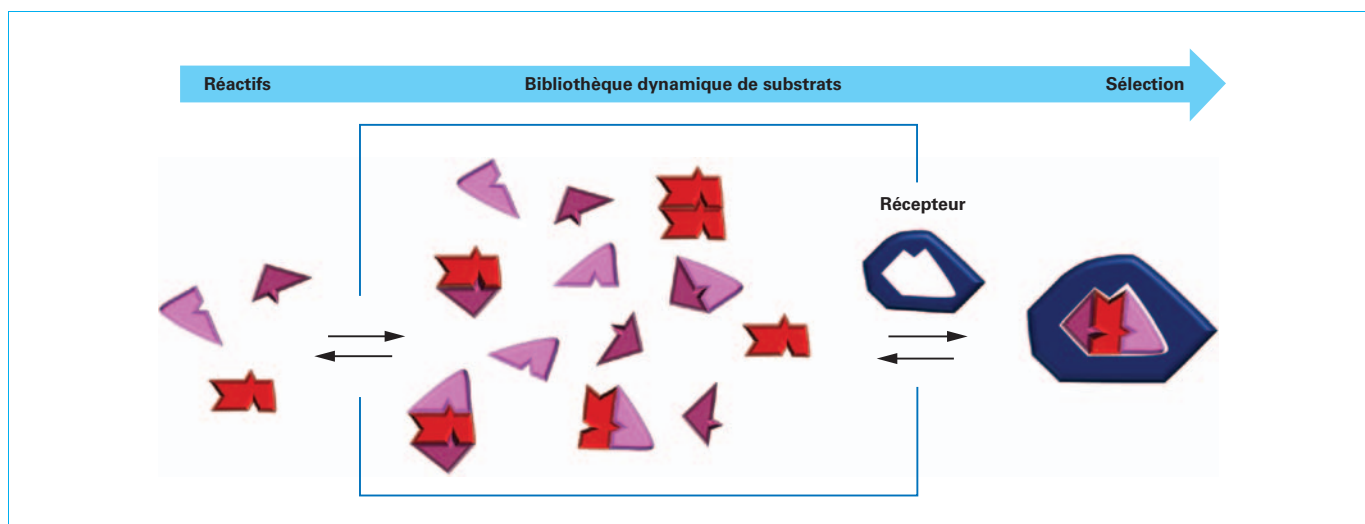 Réactifs
Bibliothèque dynamique de substrats
Sélection
Récepteur